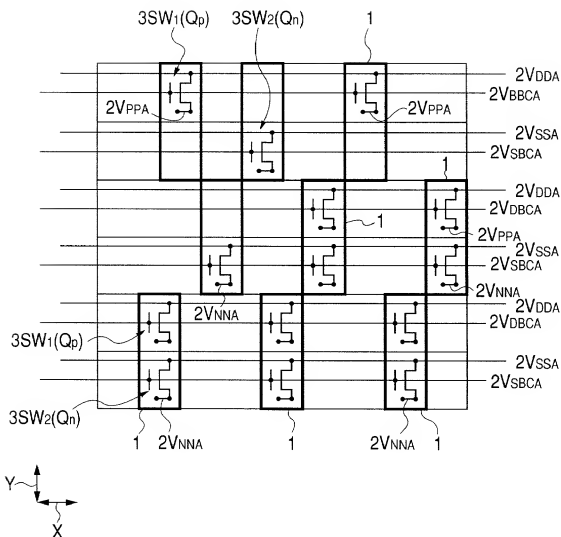 3SW1(Qp) 3SW2(Qn) 1
2VDDA
2VBBCA
2VPPA 2VPPA
2VSSA
2VSBCA
1
2VDDA
2VDBCA
1 2VPPA
2VSSA
2VSBCA
2VNNA
2VNNA
2VDDA
2VDBCA
3SW1(Qp)
2VSSA
2VSBCA
3SW2(Qn)
1 2VNNA 1 2VNNA 1
Y
X